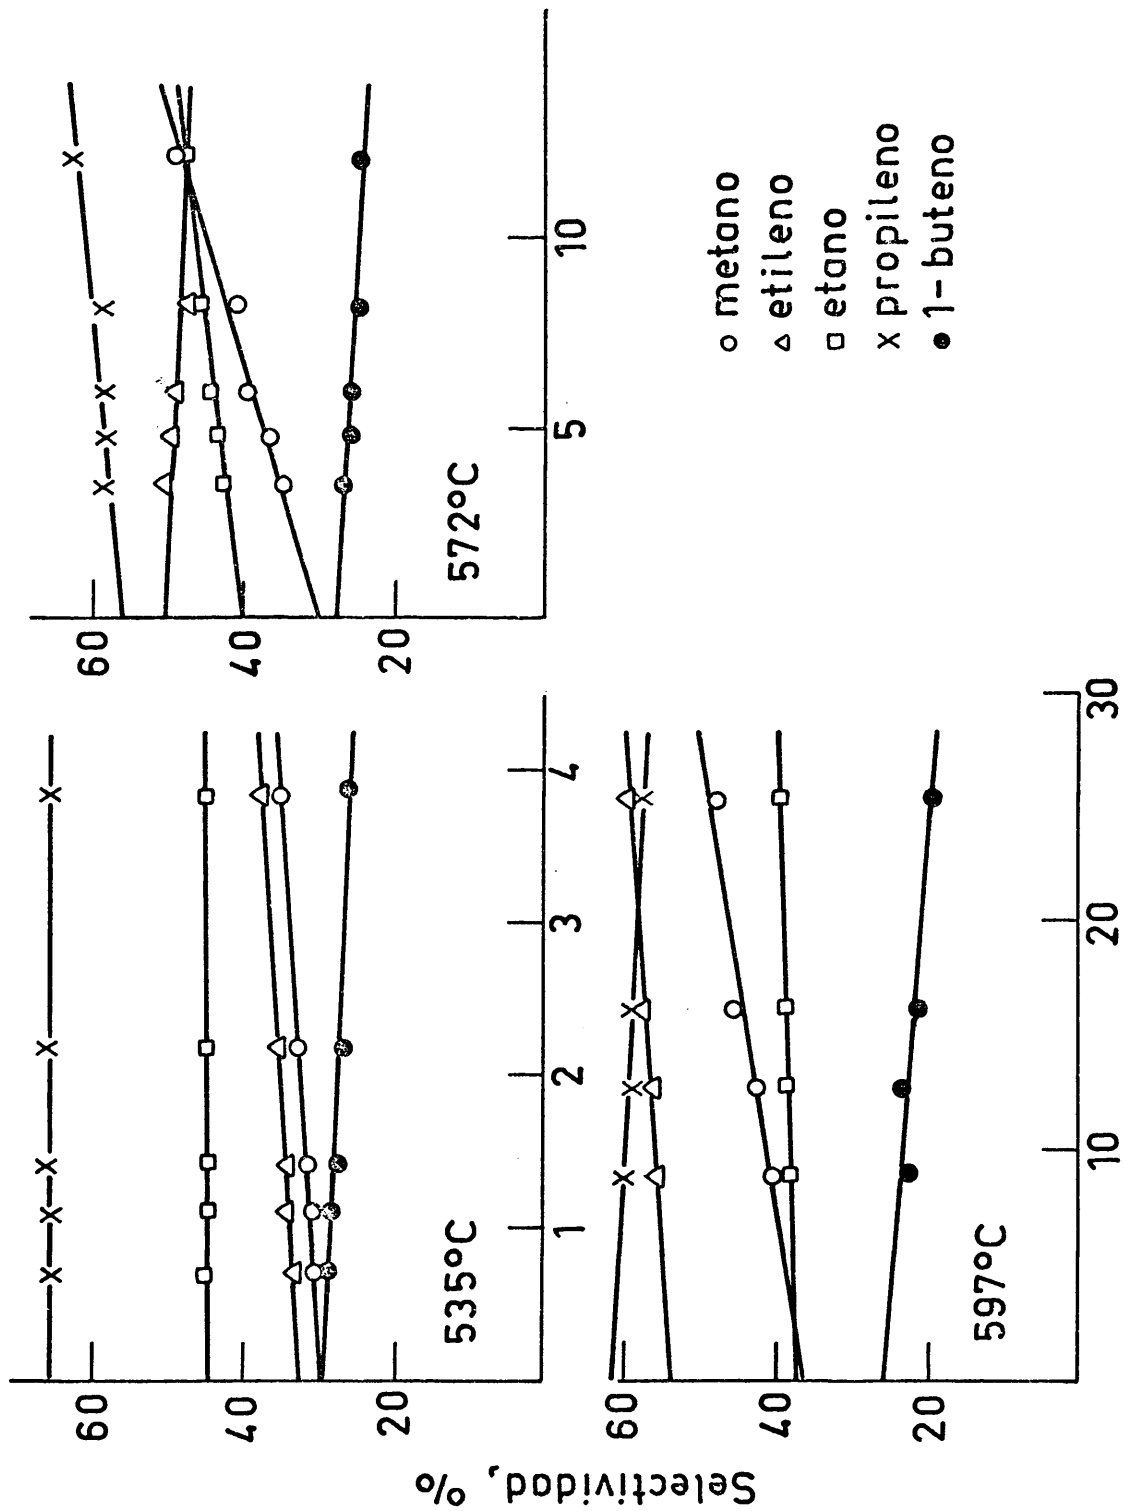 Selectividad, %
60
40
20
535°C
1
2
3
4
60
40
20
572°C
5
10
60
40
20
597°C
10
20
30
○ metano
△ etileno
□ etano
X propileno
● 1-buteno